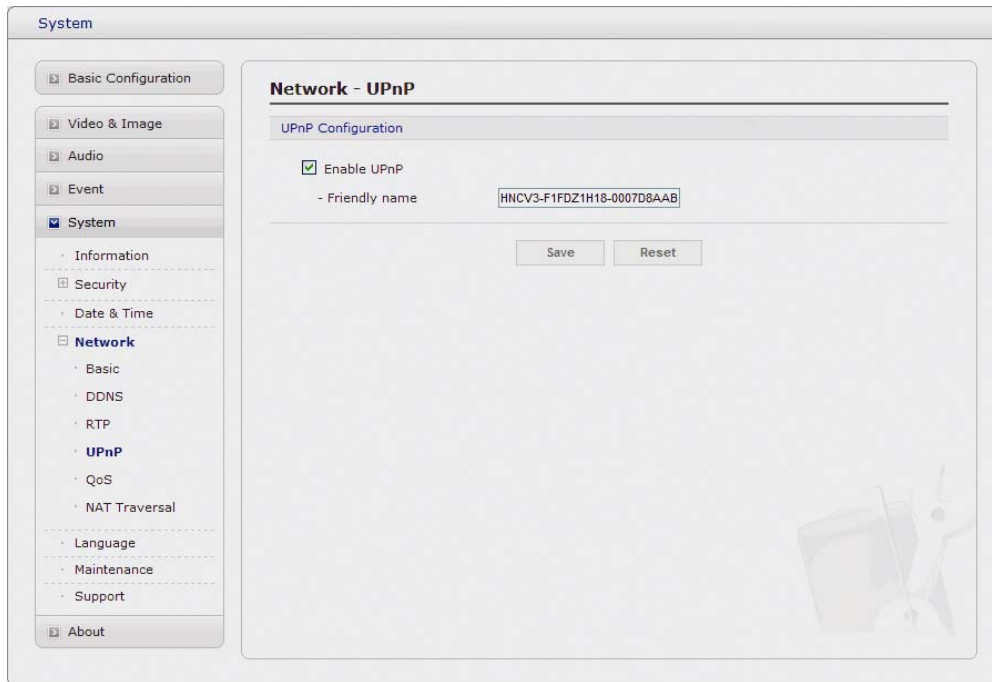 System
Basic Configuration
Video & Image
Audio
Event
System
Information
Security
Date & Time
Network
Basic
DDNS
RTP
UPnP
QoS
NAT Traversal
Language
Maintenance
Support
About
Network - UPnP
UPnP Configuration
Enable UPnP
- Friendly name HNCV3-F1FDZ1H18-0007D8AAB
Save Reset